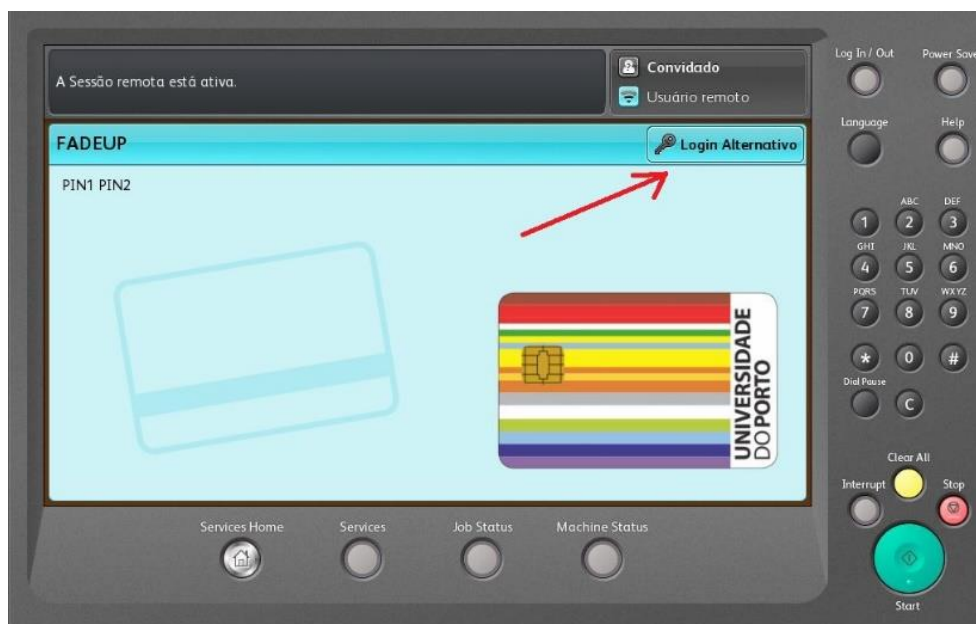 A Sessão remota está ativa.
Convidado
Usuário remoto
FADEUP
Login Alternativo
PIN1 PIN2
UNIVERSIDADE
DO PORTO
Services Home
Services
Job Status
Machine Status
Log In / Out
Power Save
Language
Help
ABC
DEF
1
2
3
GHI
JKL
MNO
4
5
6
PQRS
TUV
WXYZ
7
8
9
*
0
#
Dial Pause
C
Clear All
Interrupt
Stop
Start